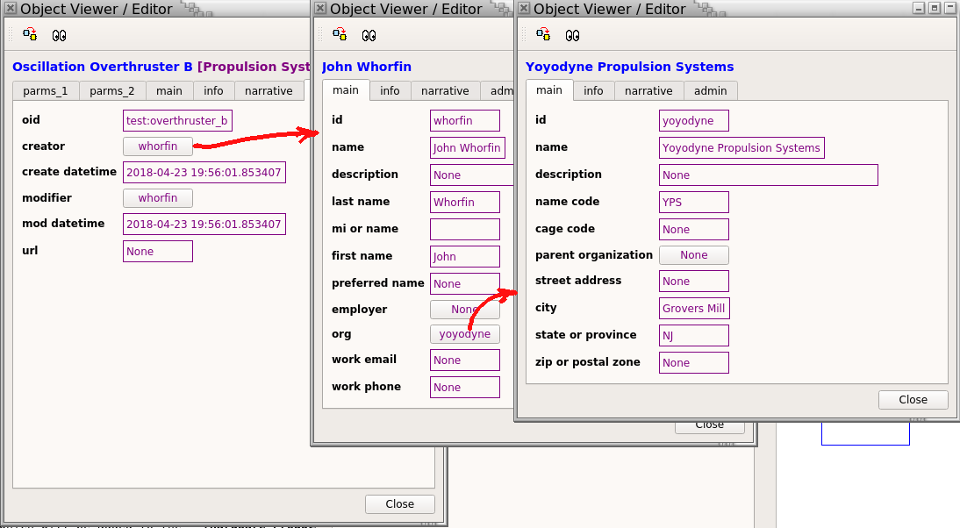 Object Viewer / Editor
Oscillation Overthruster B [Propulsion Syst
parms_1 parms_2 main info narrative
oid test:overthruster_b
creator whorfin
create datetime 2018-04-23 19:56:01.853407
modifier whorfin
mod datetime 2018-04-23 19:56:01.853407
url None
Close
Object Viewer / Editor
John Whorfin
main info narrative adm
id whorfin
name John Whorfin
description None
last name Whorfin
mi or name
first name John
preferred name None
employer None
org yoyodyne
work email None
work phone None
Close
Object Viewer / Editor
Yoyodyne Propulsion Systems
main info narrative admin
id yoyodyne
name Yoyodyne Propulsion Systems
description None
name code YPS
cage code None
parent organization None
street address None
city Grovers Mill
state or province NJ
zip or postal zone None
Close